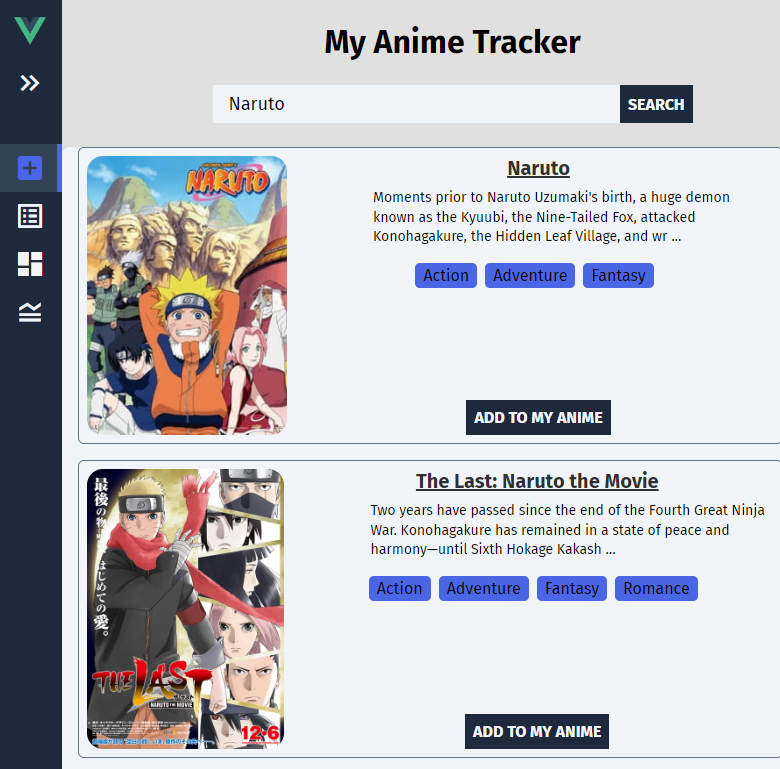 My Anime Tracker
Naruto
SEARCH
NARUTO
Naruto
Moments prior to Naruto Uzumaki's birth, a huge demon
known as the Kyuubi, the Nine-Tailed Fox, attacked
Konohagakure, the Hidden Leaf Village, and wr ...
Action Adventure Fantasy
ADD TO MY ANIME
最後の物
はじめての愛。
THE LAST
NARUTO THE MOVIE
12·6
The Last: Naruto the Movie
Two years have passed since the end of the Fourth Great Ninja
War. Konohagakure has remained in a state of peace and
harmony—until Sixth Hokage Kakash ...
Action Adventure Fantasy Romance
ADD TO MY ANIME